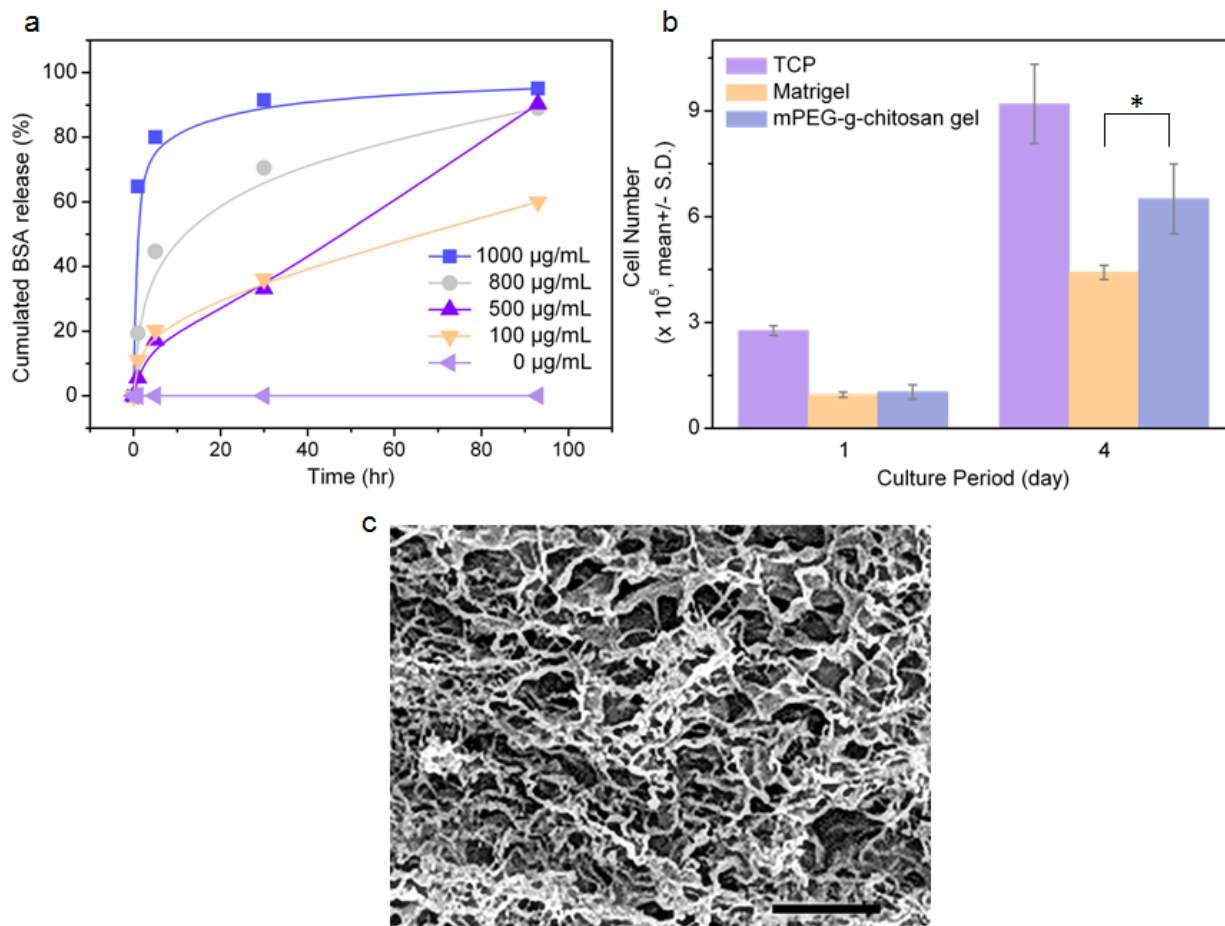 a
Cumulated BSA release (%)
100
80
60
40
20
0
0 20 40 60 80 100
Time (hr)
1000 µg/mL
800 µg/mL
500 µg/mL
100 µg/mL
0 µg/mL
b
Cell Number
(x 10⁵, mean+/- S.D.)
9
6
3
0
TCP
Matrigel
mPEG-g-chitosan gel
*
1 4
Culture Period (day)
c